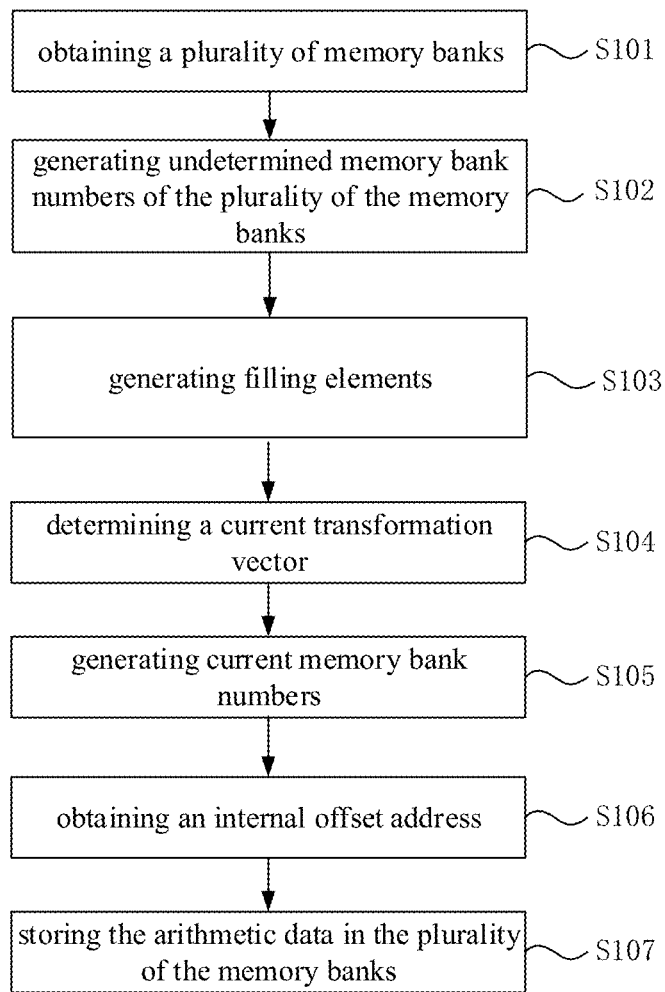 obtaining a plurality of memory banks
S101
generating undetermined memory bank
numbers of the plurality of the memory
banks
S102
generating filling elements
S103
determining a current transformation
vector
S104
generating current memory bank
numbers
S105
obtaining an internal offset address
S106
storing the arithmetic data in the plurality
of the memory banks
S107